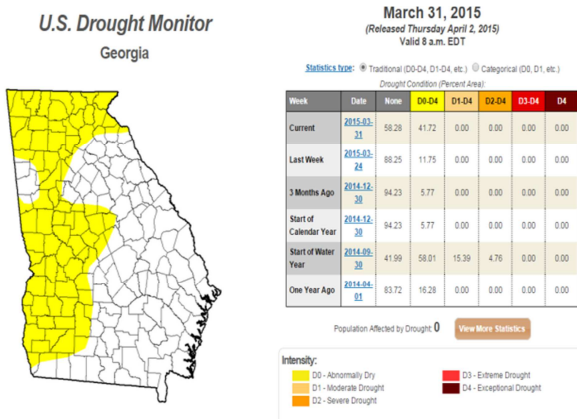 U.S. Drought Monitor
Georgia
March 31, 2015
(Released Thursday April 2, 2015)
Valid 8 a.m. EDT
Statistics type: Traditional (D0-D4, D1-D4, etc.) Categorical (D0, D1, etc.)
Drought Condition (Percent Area):
Week Date None D0-D4 D1-D4 D2-D4 D3-D4 D4
Current 2015-03-31 58.28 41.72 0.00 0.00 0.00 0.00
Last Week 2015-03-24 88.25 11.75 0.00 0.00 0.00 0.00
3 Months Ago 2014-12-30 94.23 5.77 0.00 0.00 0.00 0.00
Start of Calendar Year 2014-12-30 94.23 5.77 0.00 0.00 0.00 0.00
Start of Water Year 2014-09-30 41.99 58.01 15.39 4.76 0.00 0.00
One Year Ago 2014-04-01 83.72 16.28 0.00 0.00 0.00 0.00
Population Affected by Drought: 0 View More Statistics
Intensity:
D0 - Abnormally Dry
D1 - Moderate Drought
D2 - Severe Drought
D3 - Extreme Drought
D4 - Exceptional Drought